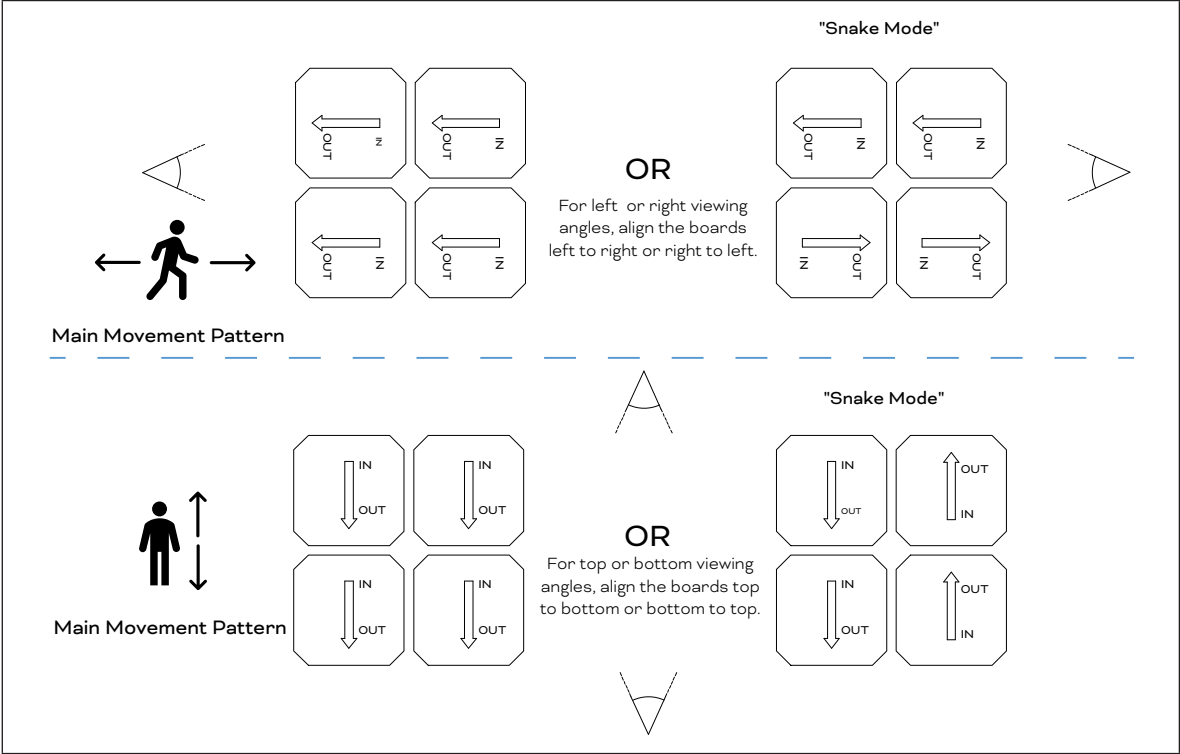 "Snake Mode"
OUT IN OUT IN
OUT IN OUT IN
OR
For left or right viewing
angles, align the boards
left to right or right to left.
OUT IN OUT IN
IN OUT IN OUT
Main Movement Pattern
"Snake Mode"
IN IN
OUT OUT
IN IN
OUT OUT
OR
For top or bottom viewing
angles, align the boards top
to bottom or bottom to top.
IN OUT
OUT IN
IN OUT
OUT IN
Main Movement Pattern